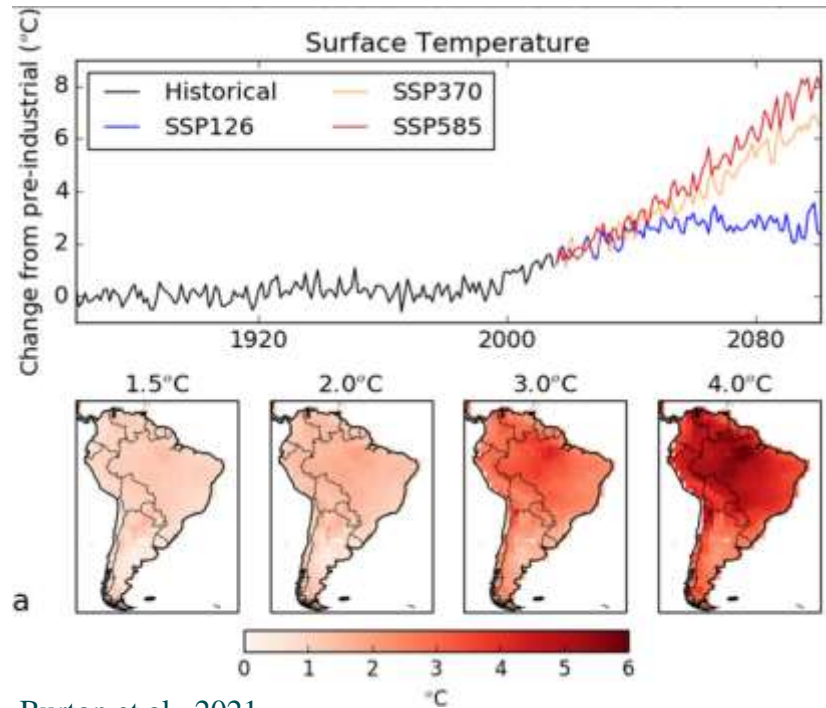 Surface Temperature
Change from pre-industrial (°C)
8
6
4
2
0
Historical
SSP126
SSP370
SSP585
1920
2000
2080
1.5°C
2.0°C
3.0°C
4.0°C
a
0 1 2 3 4 5 6
°C